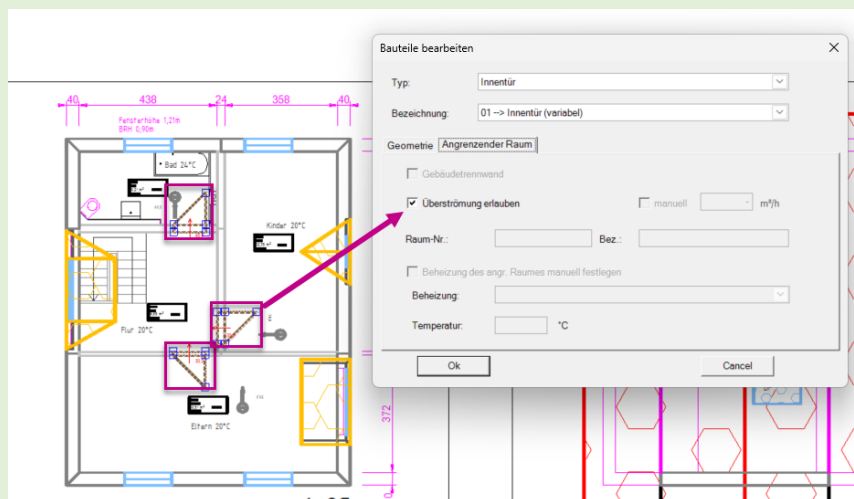 Bauteile bearbeiten
Typ:
Innentür
Bezeichnung:
01 --> Innentür (variabel)
Geometrie
Angrenzender Raum
Gebäudetrennwand
Überströmung erlauben
manuell
m³/h
Raum-Nr.:
Bez.:
Beheizung des angr. Raumes manuell festlegen
Beheizung:
Temperatur:
°C
Ok
Cancel
40
438
24
358
40
Fensterhöhe 1,21m
BRH 0,90m
Bad 24°C
Kinder 20°C
Flur 20°C
Eltern 20°C
372